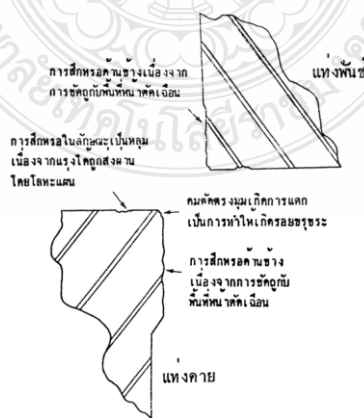 การสึกหรอด้านข้างเนื่องจาก
การขัดถูกับพื้นที่หน้าตัดเฉือน
แท่งพันช์
การสึกหรอในลักษณะเป็นหลุม
เนื่องจากแรงได้ถูกส่งผ่าน
โดยโลหะแผ่น
คมตัดตรงมุมเกิดการแตก
เป็นการทำให้เกิดรอยขรุขระ
การสึกหรอด้านข้าง
เนื่องจากการขัดถูกับ
พื้นที่หน้าตัดเฉือน
แท่งดาย